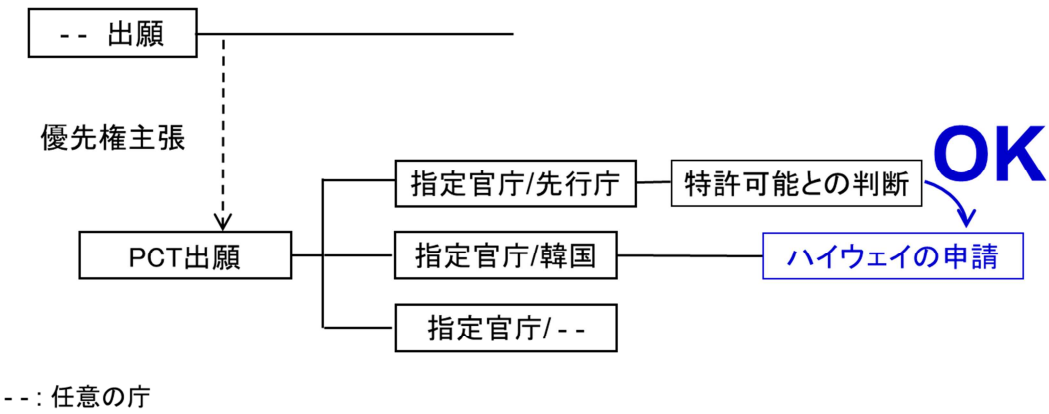 -- 出願
優先権主張
OK
指定官庁/先行庁
特許可能との判断
PCT出願
指定官庁/韓国
ハイウェイの申請
指定官庁/--
--:任意の庁